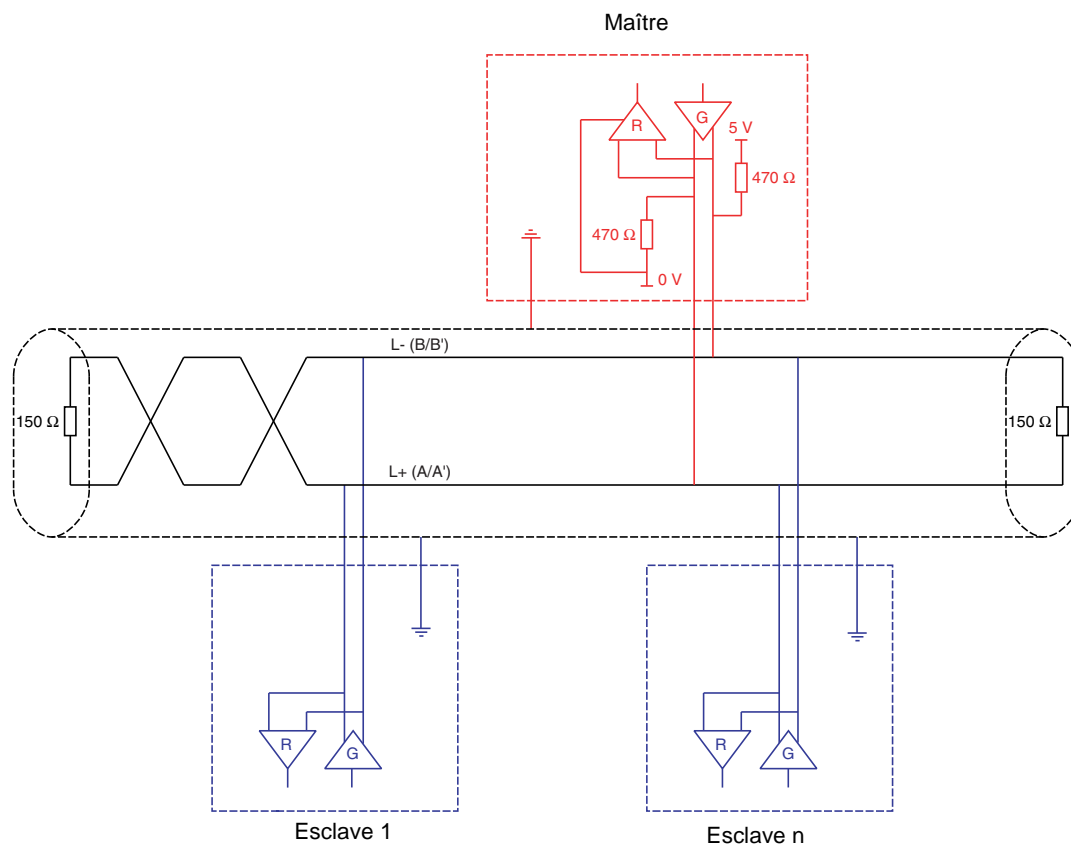 Maître
R
G
5 V
470 Ω
470 Ω
0 V
L- (B/B')
150 Ω
150 Ω
L+ (A/A')
R
G
R
G
Esclave 1
Esclave n